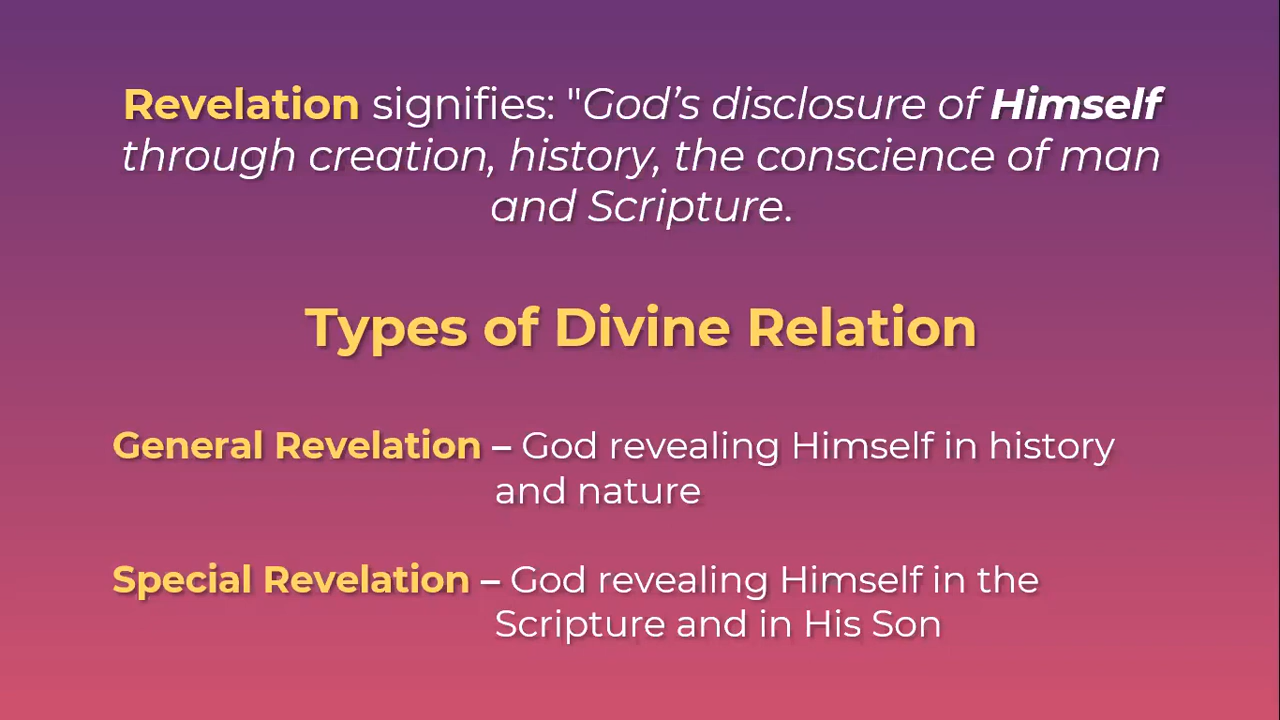 Revelation signifies: "God’s disclosure of Himself
through creation, history, the conscience of man
and Scripture.
Types of Divine Relation
General Revelation – God revealing Himself in history
and nature
Special Revelation – God revealing Himself in the
Scripture and in His Son